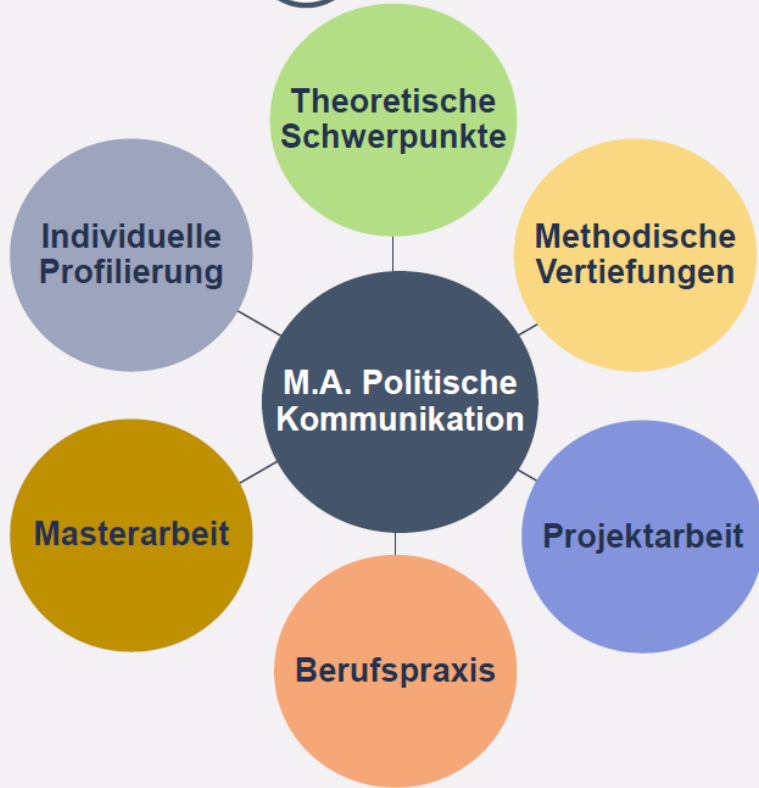 Theoretische
Schwerpunkte
Individuelle
Profilierung
Methodische
Vertiefungen
M.A. Politische
Kommunikation
Masterarbeit
Projektarbeit
Berufspraxis